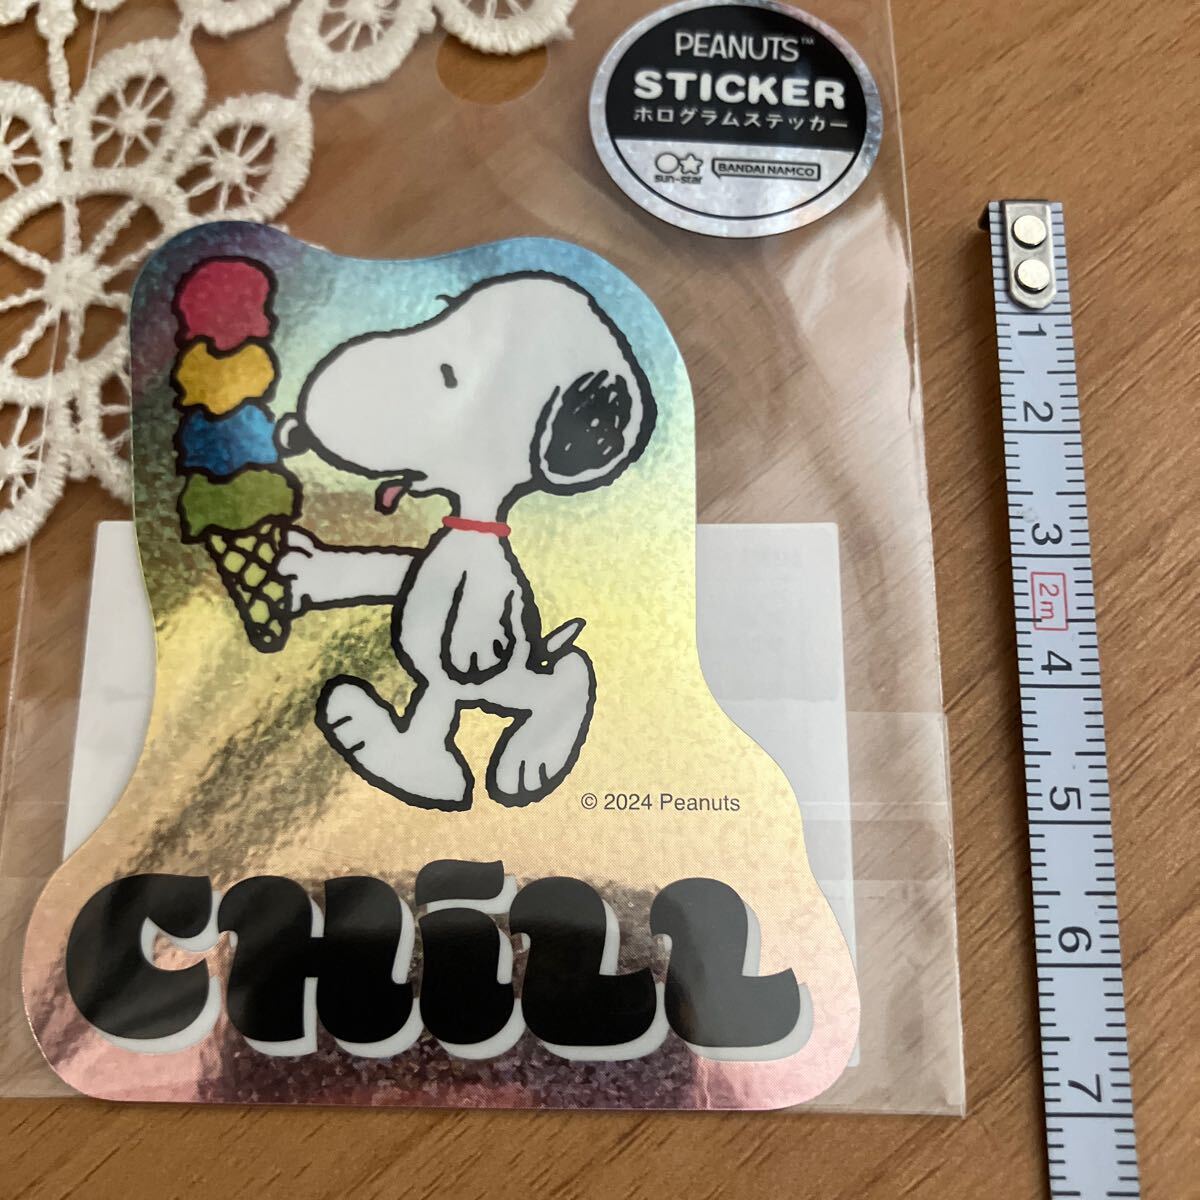 PEANUTS™
STICKER
ホログラムステッカー
sun-star
BANDAI NAMCO
1
2
3
2m
4
5
6
7
© 2024 Peanuts
CHILL